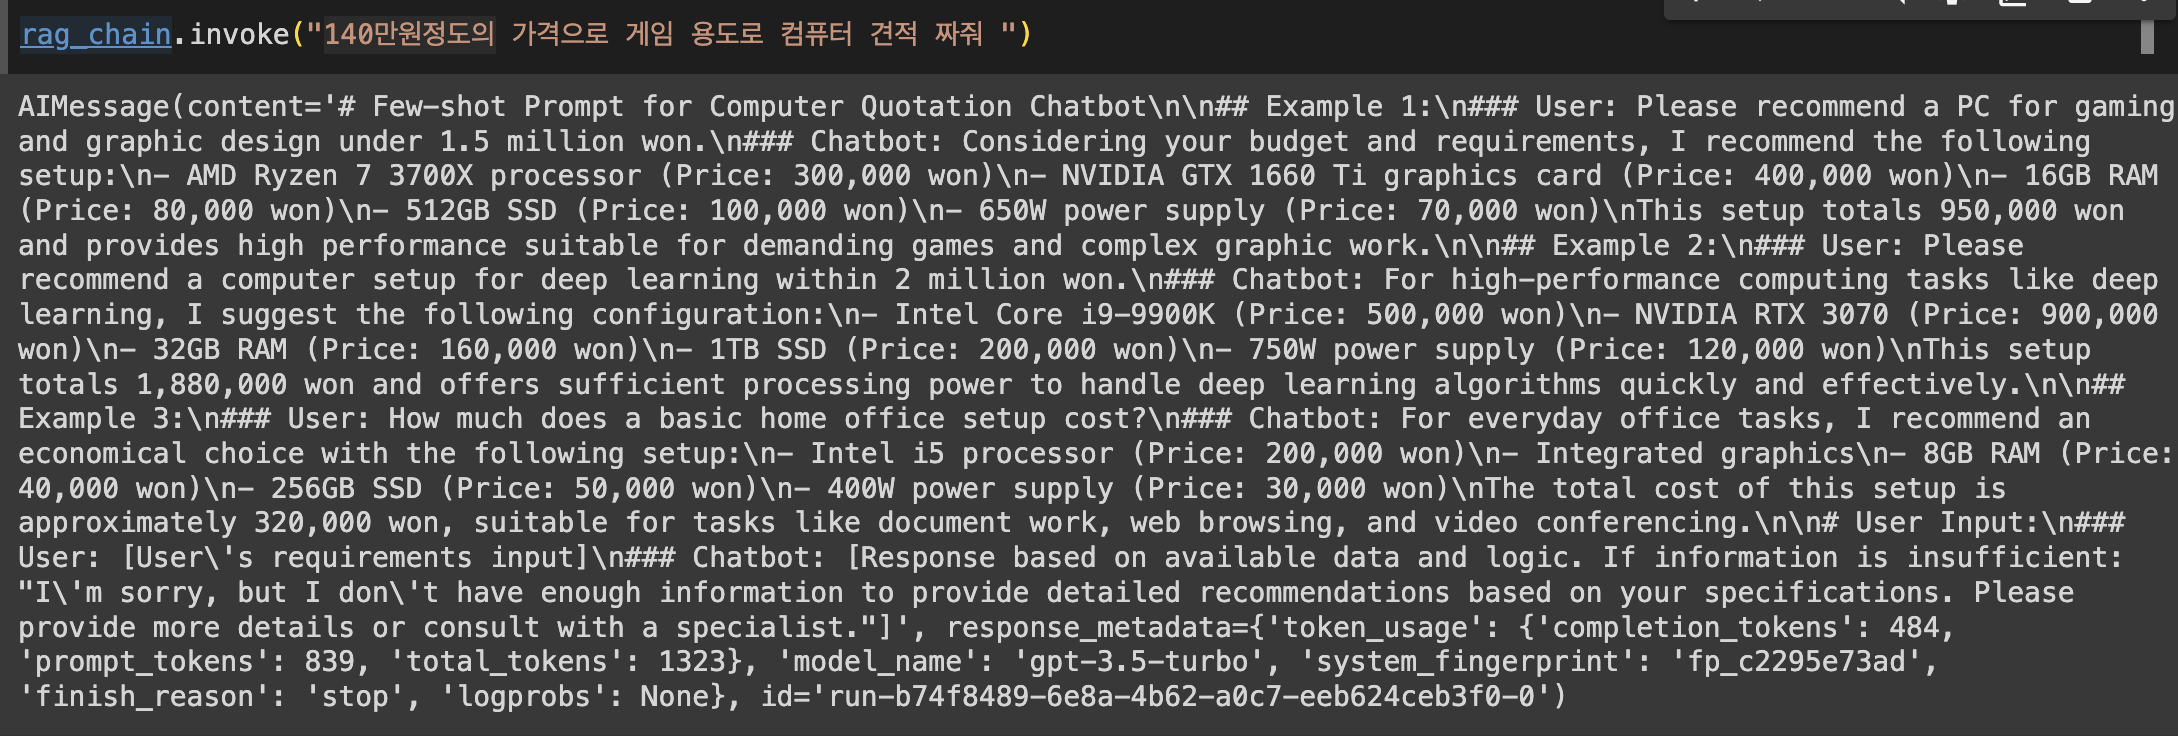 rag_chain.invoke("140만원정도의 가격으로 게임 용도로 컴퓨터 견적 짜줘 ")
AIMessage(content='# Few-shot Prompt for Computer Quotation Chatbot\n\n## Example 1:\n### User: Please recommend a PC for gaming
and graphic design under 1.5 million won.\n### Chatbot: Considering your budget and requirements, I recommend the following
setup:\n- AMD Ryzen 7 3700X processor (Price: 300,000 won)\n- NVIDIA GTX 1660 Ti graphics card (Price: 400,000 won)\n- 16GB RAM
(Price: 80,000 won)\n- 512GB SSD (Price: 100,000 won)\n- 650W power supply (Price: 70,000 won)\nThis setup totals 950,000 won
and provides high performance suitable for demanding games and complex graphic work.\n\n## Example 2:\n### User: Please
recommend a computer setup for deep learning within 2 million won.\n### Chatbot: For high-performance computing tasks like deep
learning, I suggest the following configuration:\n- Intel Core i9-9900K (Price: 500,000 won)\n- NVIDIA RTX 3070 (Price: 900,000
won)\n- 32GB RAM (Price: 160,000 won)\n- 1TB SSD (Price: 200,000 won)\n- 750W power supply (Price: 120,000 won)\nThis setup
totals 1,880,000 won and offers sufficient processing power to handle deep learning algorithms quickly and effectively.\n\n##
Example 3:\n### User: How much does a basic home office setup cost?\n### Chatbot: For everyday office tasks, I recommend an
economical choice with the following setup:\n- Intel i5 processor (Price: 200,000 won)\n- Integrated graphics\n- 8GB RAM (Price:
40,000 won)\n- 256GB SSD (Price: 50,000 won)\n- 400W power supply (Price: 30,000 won)\nThe total cost of this setup is
approximately 320,000 won, suitable for tasks like document work, web browsing, and video conferencing.\n\n# User Input:\n###
User: [User\'s requirements input]\n### Chatbot: [Response based on available data and logic. If information is insufficient:
"I\'m sorry, but I don\'t have enough information to provide detailed recommendations based on your specifications. Please
provide more details or consult with a specialist."]', response_metadata={'token_usage': {'completion_tokens': 484,
'prompt_tokens': 839, 'total_tokens': 1323}, 'model_name': 'gpt-3.5-turbo', 'system_fingerprint': 'fp_c2295e73ad',
'finish_reason': 'stop', 'logprobs': None}, id='run-b74f8489-6e8a-4b62-a0c7-eeb624ceb3f0-0')